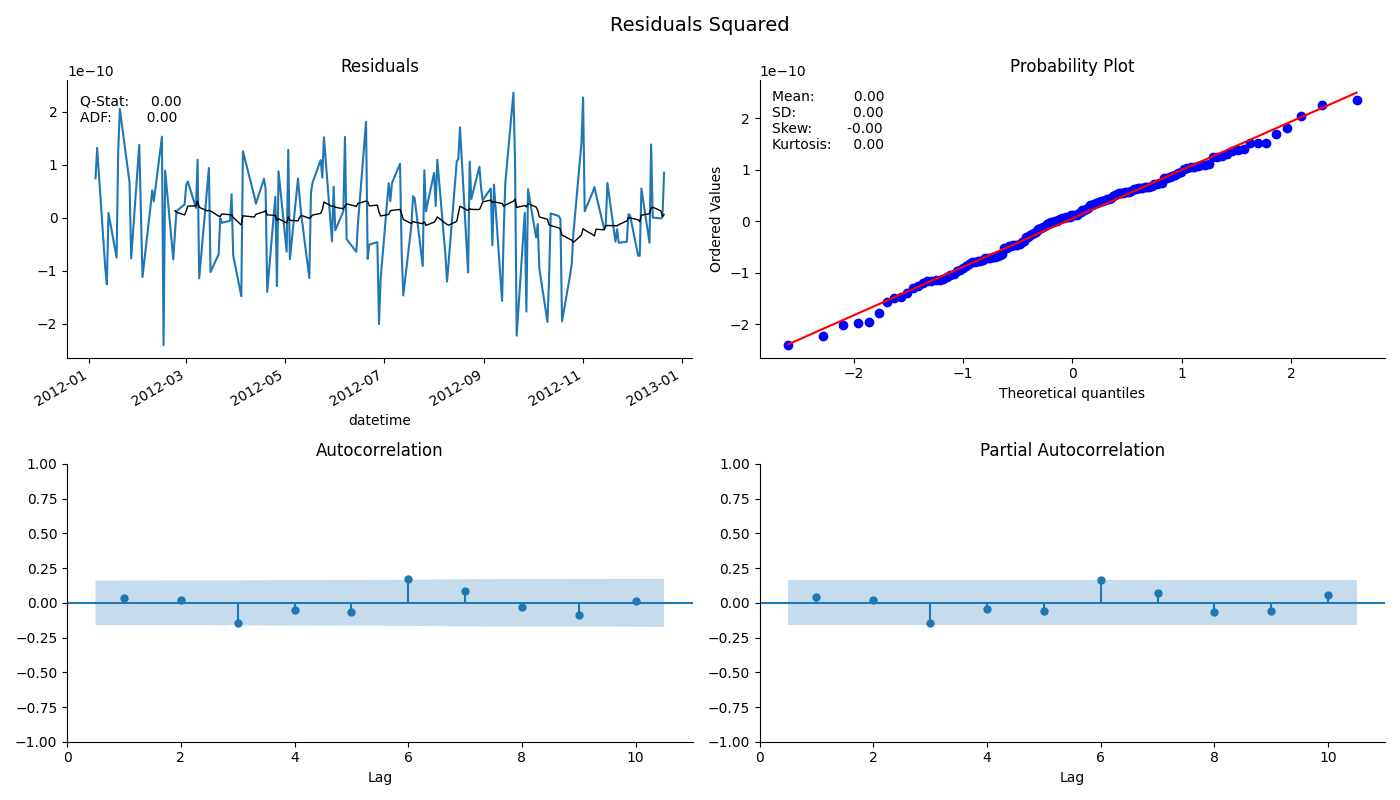 Residuals Squared
Residuals
1e−10
Q-Stat: 0.00
ADF: 0.00
2
1
0
−1
−2
2012-01
2012-03
2012-05
2012-07
2012-09
2012-11
2013-01
datetime
Probability Plot
1e−10
Mean: 0.00
SD: 0.00
Skew: -0.00
Kurtosis: 0.00
Ordered Values
2
1
0
−1
−2
−2
−1
0
1
2
Theoretical quantiles
Autocorrelation
1.00
0.75
0.50
0.25
0.00
−0.25
−0.50
−0.75
−1.00
0
2
4
6
8
10
Lag
Partial Autocorrelation
1.00
0.75
0.50
0.25
0.00
−0.25
−0.50
−0.75
−1.00
0
2
4
6
8
10
Lag